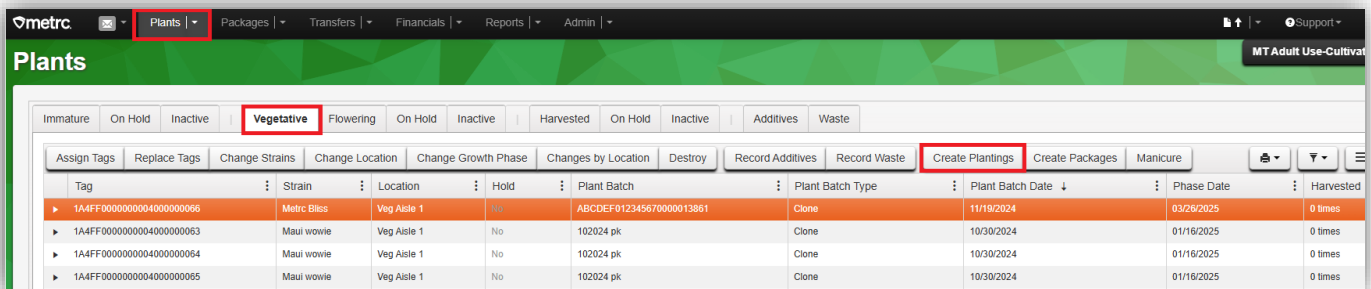 metrc. Plants | Packages | Transfers | Financials | Reports | Admin | Support
Plants MT Adult Use-Cultivat
Immature On Hold Inactive | Vegetative Flowering On Hold Inactive | Harvested On Hold Inactive | Additives Waste
Assign Tags Replace Tags Change Strains Change Location Change Growth Phase Changes by Location Destroy Record Additives Record Waste Create Plantings Create Packages Manicure
Tag Strain Location Hold Plant Batch Plant Batch Type Plant Batch Date ↓ Phase Date Harvested
1A4FF0000000004000000066 Metrc Bliss Veg Aisle 1 No ABCDEF012345670000013861 Clone 11/19/2024 03/26/2025 0 times
1A4FF0000000004000000063 Maui wowie Veg Aisle 1 No 102024 pk Clone 10/30/2024 01/16/2025 0 times
1A4FF0000000004000000064 Maui wowie Veg Aisle 1 No 102024 pk Clone 10/30/2024 01/16/2025 0 times
1A4FF0000000004000000065 Maui wowie Veg Aisle 1 No 102024 pk Clone 10/30/2024 01/16/2025 0 times